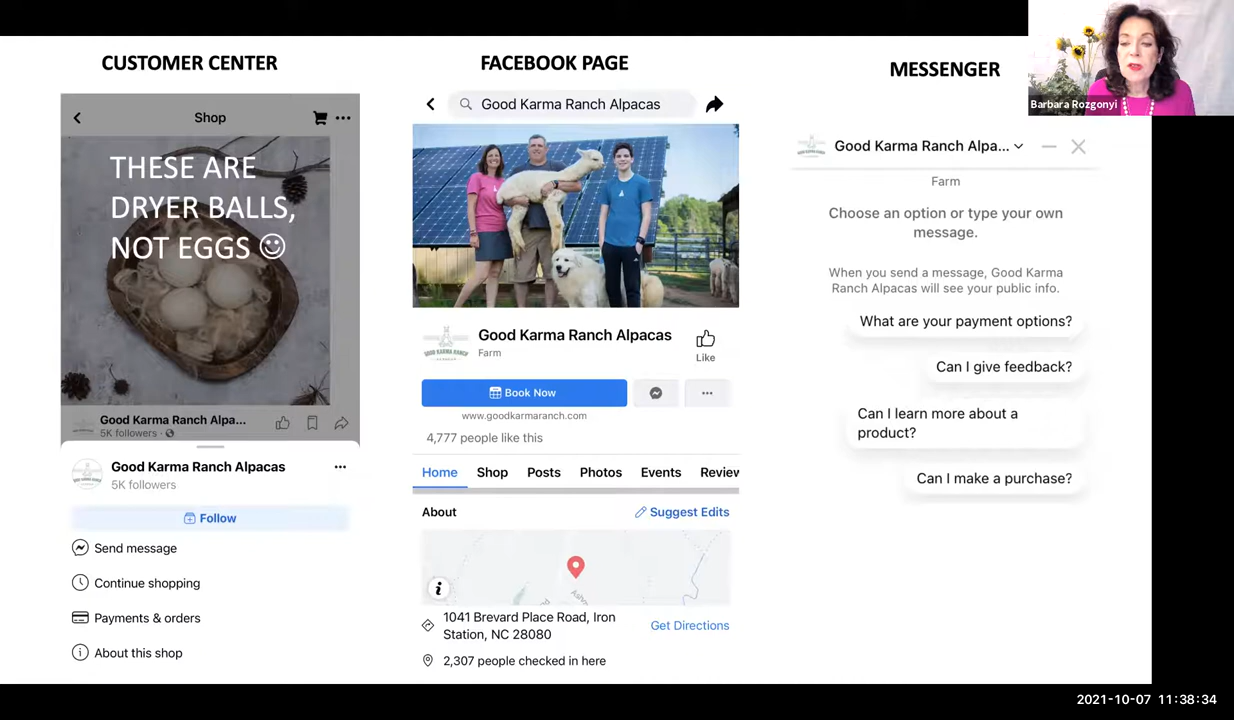 CUSTOMER CENTER
Shop
THESE ARE
DRYER BALLS,
NOT EGGS ☺
Good Karma Ranch Alpa...
5K followers ·
Good Karma Ranch Alpacas
5K followers
Follow
Send message
Continue shopping
Payments & orders
About this shop
FACEBOOK PAGE
Good Karma Ranch Alpacas
Good Karma Ranch Alpacas
Farm
Like
GOOD KARMA RANCH
Book Now
www.goodkarmaranch.com
4,777 people like this
Home Shop Posts Photos Events Review
About
Suggest Edits
1041 Brevard Place Road, Iron
Station, NC 28080
Get Directions
2,307 people checked in here
MESSENGER
Barbara Rozgonyi
Good Karma Ranch Alpa...
Farm
Choose an option or type your own
message.
When you send a message, Good Karma
Ranch Alpacas will see your public info.
What are your payment options?
Can I give feedback?
Can I learn more about a
product?
Can I make a purchase?
2021-10-07 11:38:34